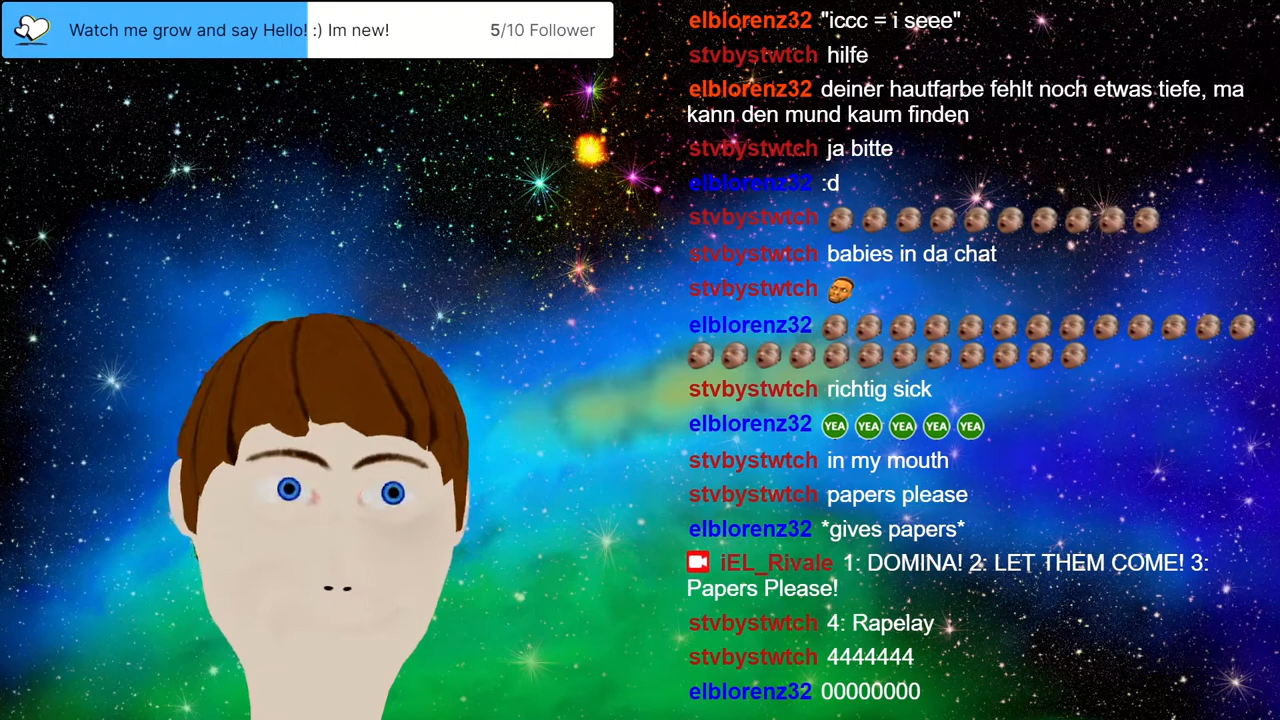 Watch me grow and say Hello! :) Im new! 5/10 Follower
elblorenz32 "iccc = i seee"
stvbystwtch hilfe
elblorenz32 deiner hautfarbe fehlt noch etwas tiefe, ma
kann den mund kaum finden
stvbystwtch ja bitte
elblorenz32 :d
stvbystwtch
stvbystwtch babies in da chat
stvbystwtch
elblorenz32
stvbystwtch richtig sick
elblorenz32 YEA YEA YEA YEA YEA
stvbystwtch in my mouth
stvbystwtch papers please
elblorenz32 *gives papers*
iEL_Rivale 1: DOMINA! 2: LET THEM COME! 3:
Papers Please!
stvbystwtch 4: Rapelay
stvbystwtch 4444444
elblorenz32 00000000